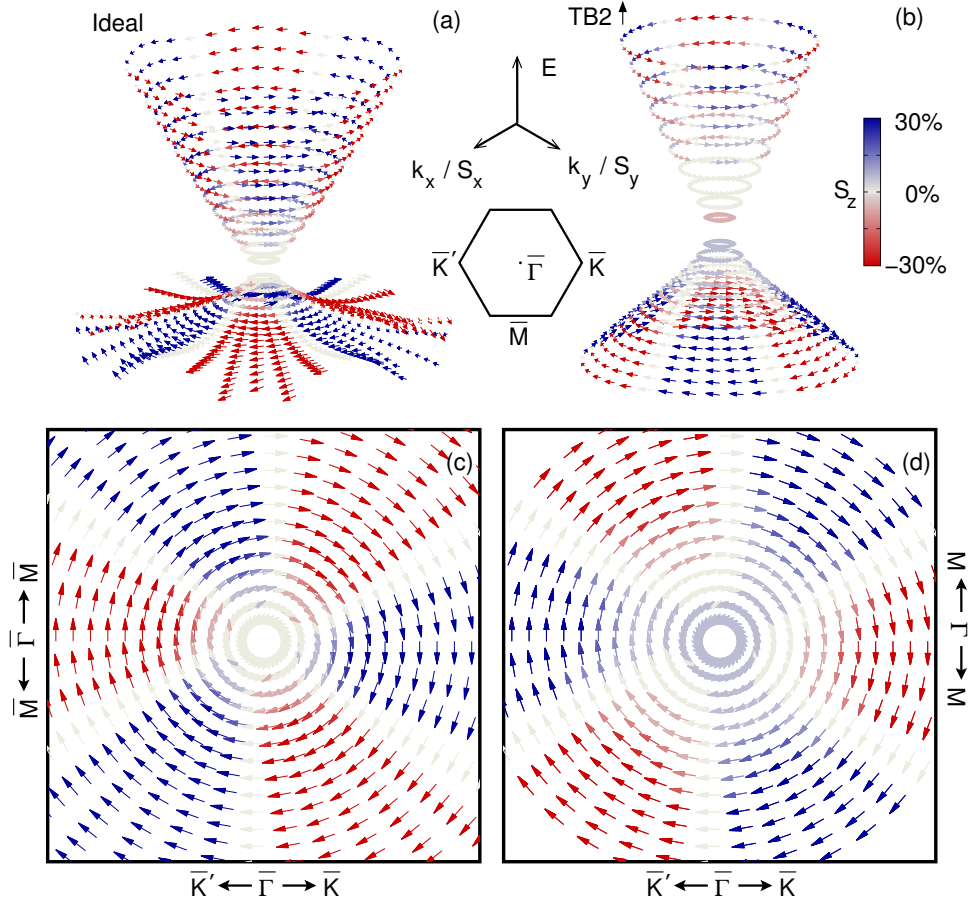 Ideal
(a)
TB2 ↑
(b)
E
k_x / S_x
k_y / S_y
30%
S_z
0%
−30%
K̅′
Γ̅
K̅
M̅
(c)
(d)
M̅ ← Γ̅ → M̅
M ← Γ → M
K̅′ ← Γ̅ → K̅
K̅′ ← Γ̅ → K̅